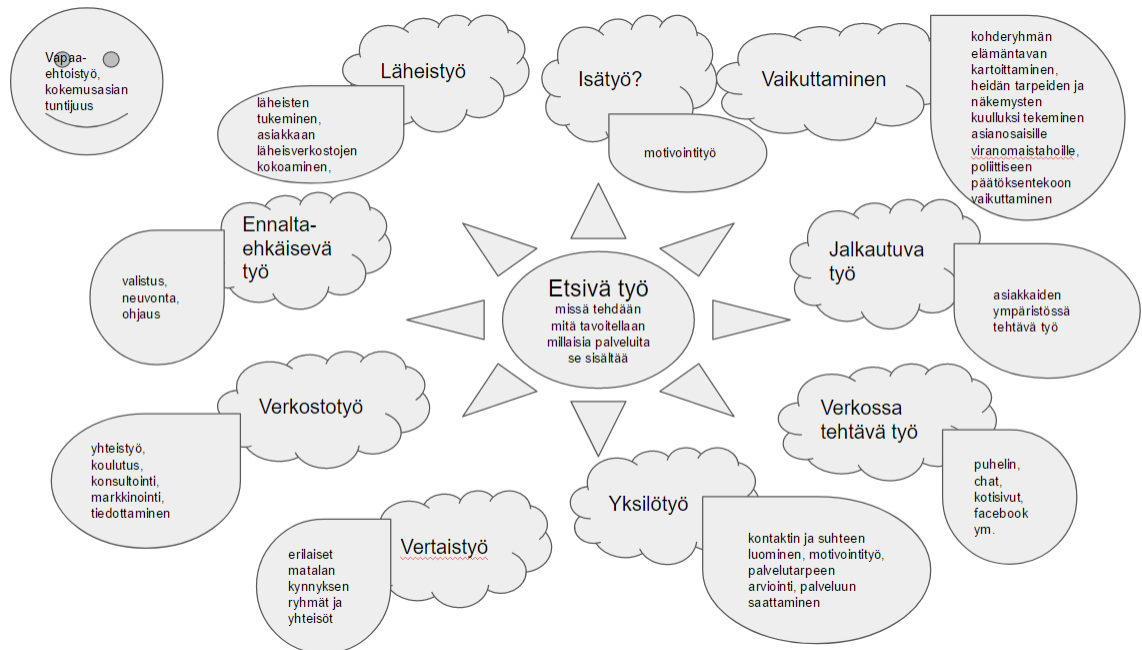 Vapaa-
ehtoistyö,
kokemusasian
tuntijuus
Läheistyö
läheisten
tukeminen,
asiakkaan
läheisverkostojen
kokoaminen,
Isätyö?
motivointityö
Vaikuttaminen
kohderyhmän
elämäntavan
kartoittaminen,
heidän tarpeiden ja
näkemysten
kuulluksi tekeminen
asianosaisille
viranomaistahoille,
poliittiseen
päätöksentekoon
vaikuttaminen
Ennalta-
ehkäisevä
työ
valistus,
neuvonta,
ohjaus
Etsivä työ
missä tehdään
mitä tavoitellaan
millaisia palveluita
se sisältää
Jalkautuva
työ
asiakkaiden
ympäristössä
tehtävä työ
Verkostotyö
yhteistyö,
koulutus,
konsultointi,
markkinointi,
tiedottaminen
Verkossa
tehtävä työ
puhelin,
chat,
kotisivut,
facebook
ym.
Vertaistyö
erilaiset
matalan
kynnyksen
ryhmät ja
yhteisöt
Yksilötyö
kontaktin ja suhteen
luominen, motivointityö,
palvelutarpeen
arviointi, palveluun
saattaminen